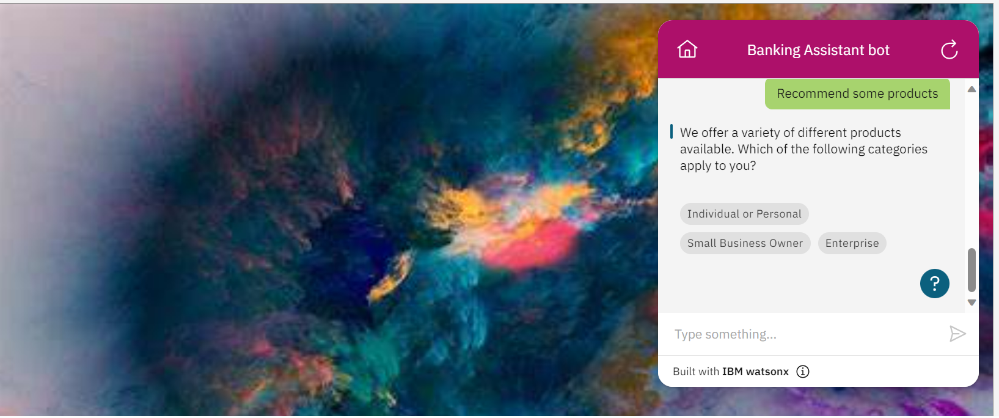 Banking Assistant bot
Recommend some products
We offer a variety of different products
available. Which of the following categories
apply to you?
Individual or Personal
Small Business Owner Enterprise
?
Type something...
Built with IBM watsonx